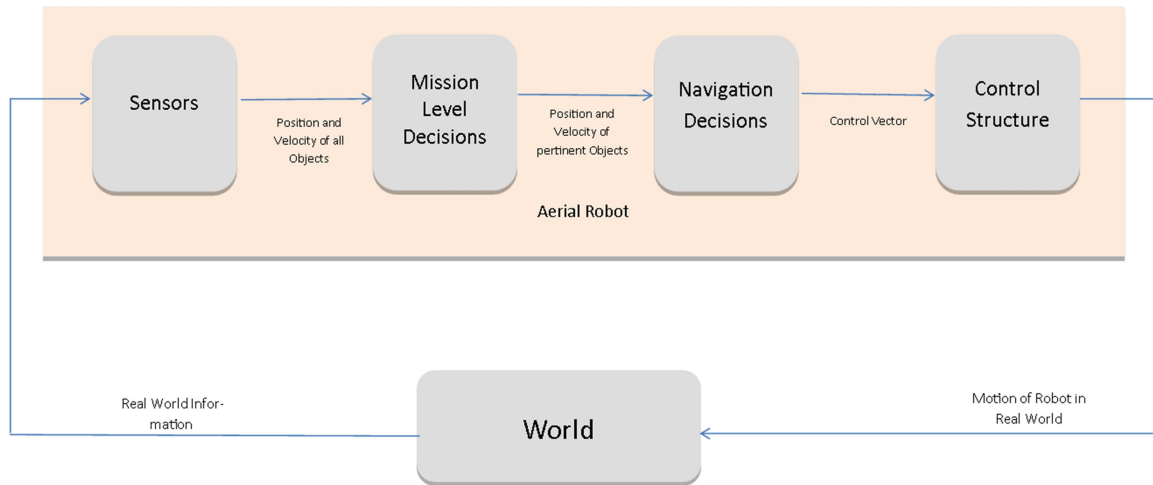 Sensors
Position and
Velocity of all
Objects
Mission
Level
Decisions
Position and
Velocity of
pertinent Objects
Navigation
Decisions
Control Vector
Control
Structure
Aerial Robot
Real World Infor-
mation
World
Motion of Robot in
Real World